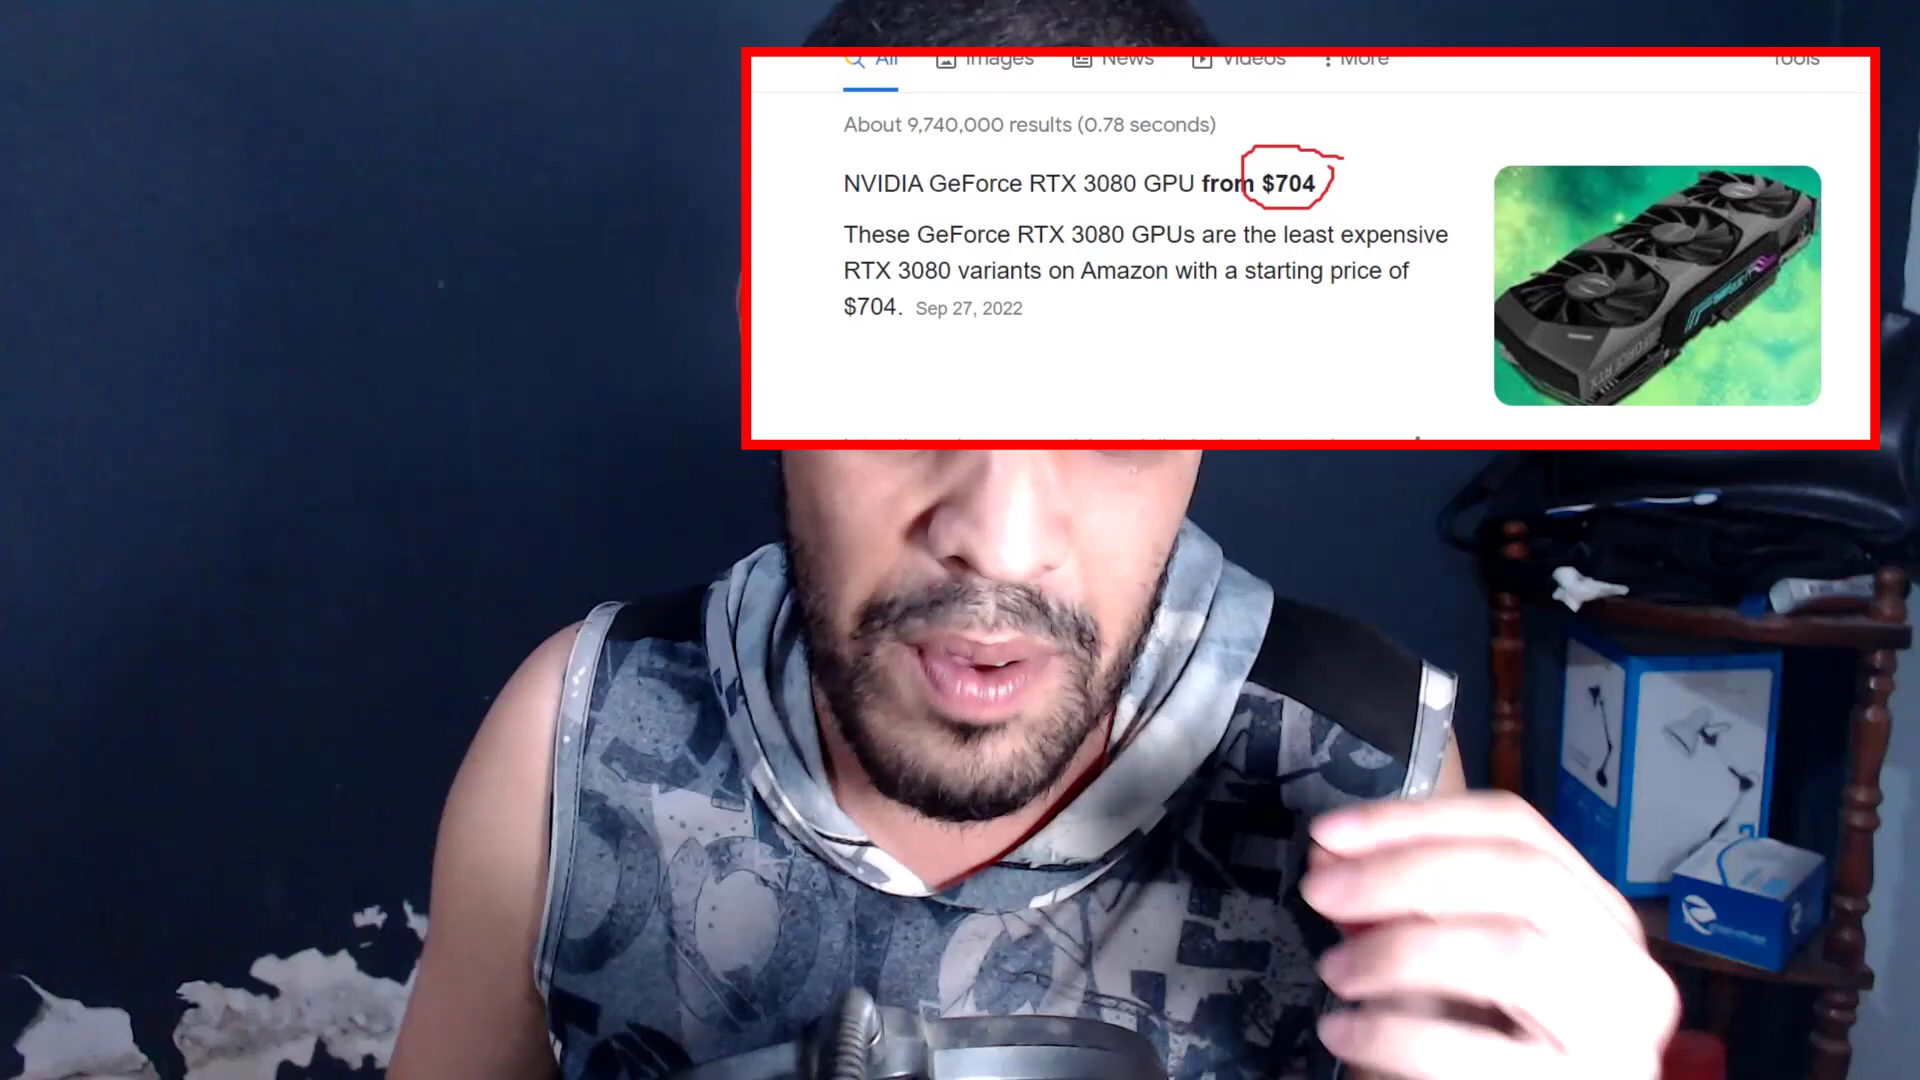 All Images News Videos More Tools
About 9,740,000 results (0.78 seconds)
NVIDIA GeForce RTX 3080 GPU from $704
These GeForce RTX 3080 GPUs are the least expensive
RTX 3080 variants on Amazon with a starting price of
$704. Sep 27, 2022